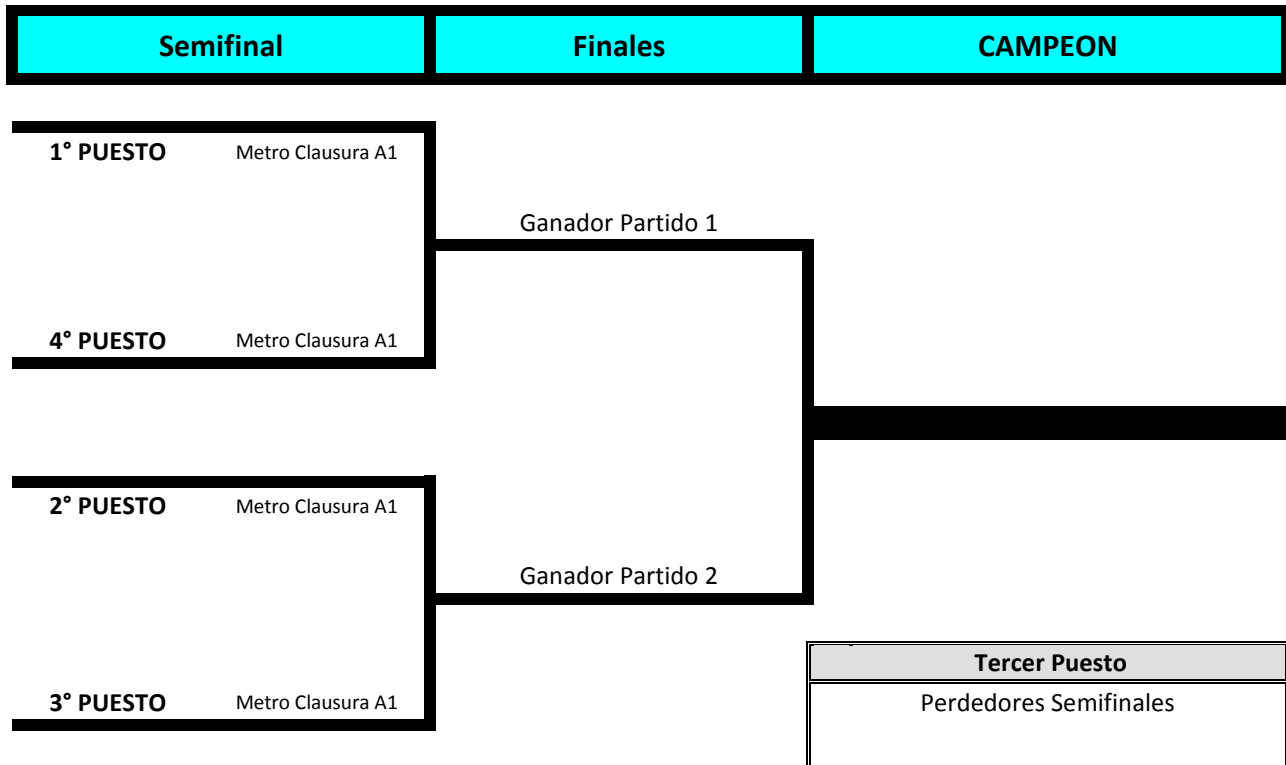 Semifinal Finales CAMPEON
1° PUESTO Metro Clausura A1
Ganador Partido 1
4° PUESTO Metro Clausura A1
2° PUESTO Metro Clausura A1
Ganador Partido 2
Tercer Puesto
3° PUESTO Metro Clausura A1 Perdedores Semifinales